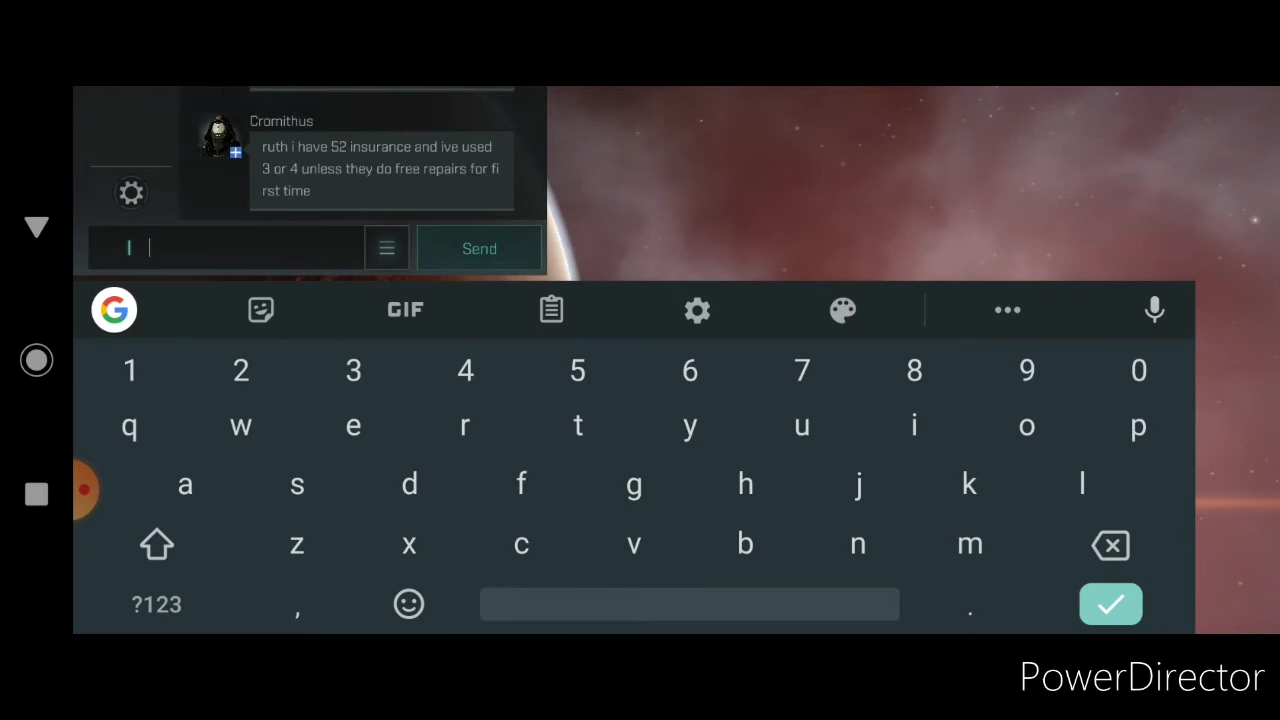 Cromithus
ruth i have 52 insurance and ive used
3 or 4 unless they do free repairs for fi
rst time
Send
GIF
1 2 3 4 5 6 7 8 9 0
q w e r t y u i o p
a s d f g h j k l
z x c v b n m
?123 , .
PowerDirector